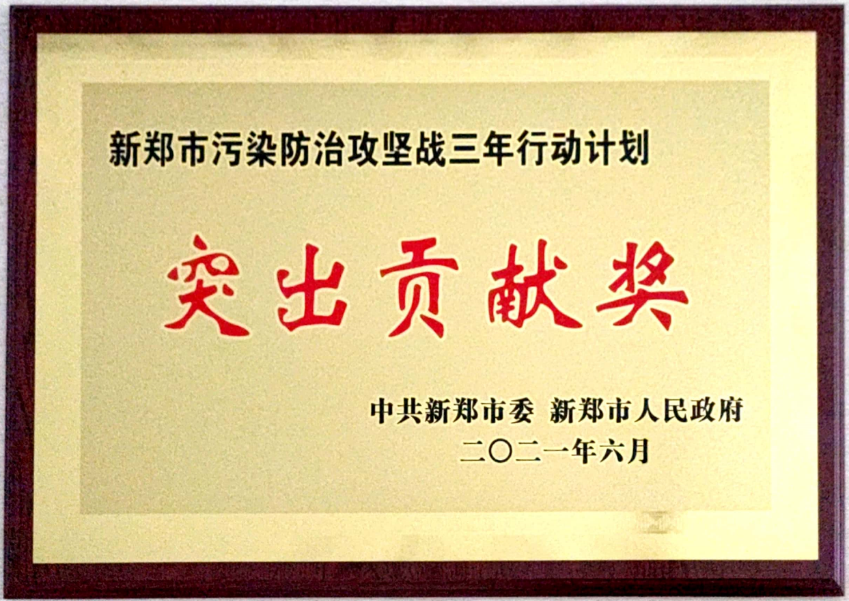 新郑市污染防治攻坚战三年行动计划
突出贡献奖
中共新郑市委 新郑市人民政府
二〇二一年六月